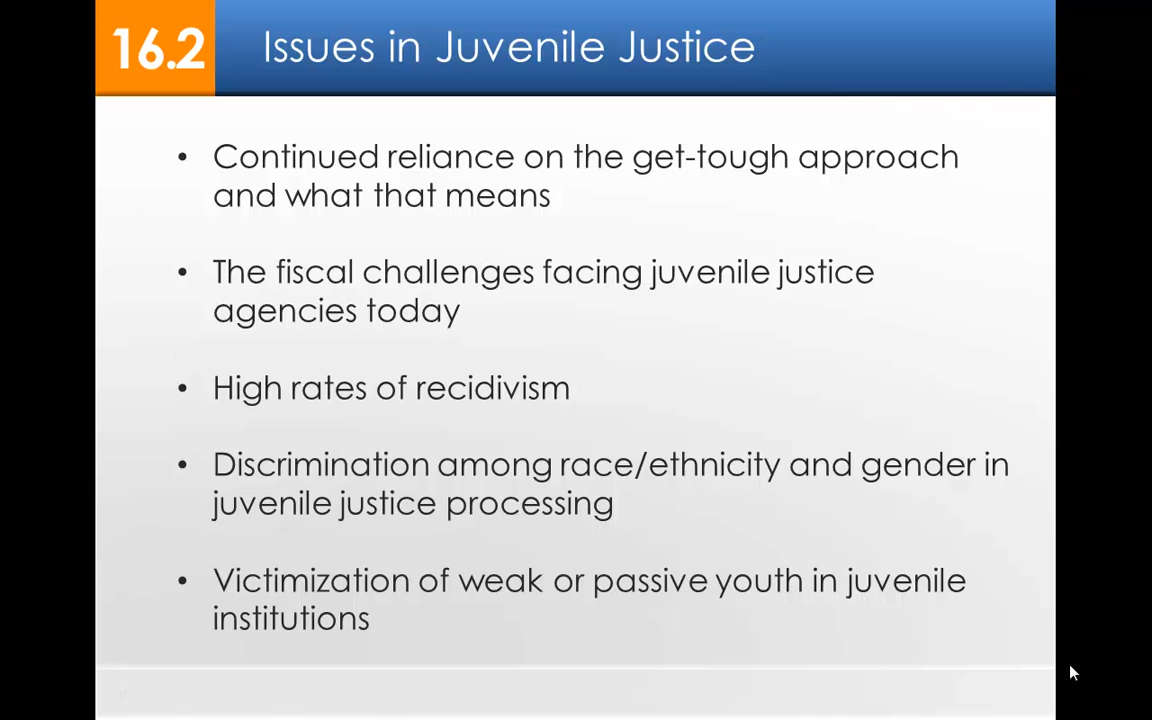 16.2
Issues in Juvenile Justice
• Continued reliance on the get-tough approach
and what that means
• The fiscal challenges facing juvenile justice
agencies today
• High rates of recidivism
• Discrimination among race/ethnicity and gender in
juvenile justice processing
• Victimization of weak or passive youth in juvenile
institutions